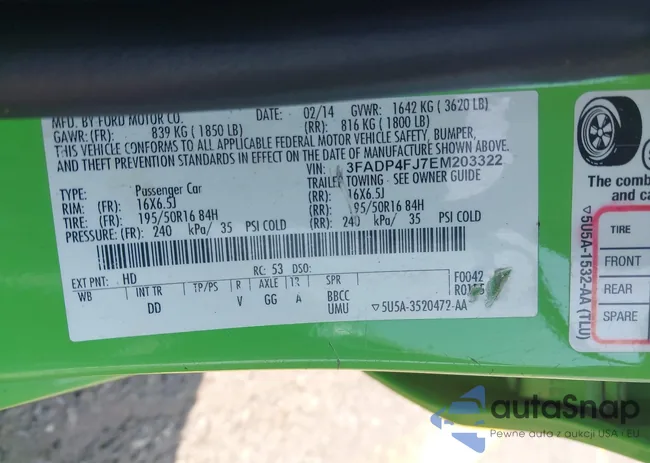 MFD. BY FORD MOTOR CO.
DATE: 02/14 GVWR: 1642 KG ( 3620 LB)
GAWR: (FR): 839 KG ( 1850 LB) (RR): 816 KG ( 1800 LB)
THIS VEHICLE CONFORMS TO ALL APPLICABLE FEDERAL MOTOR VEHICLE SAFETY, BUMPER,
AND THEFT PREVENTION STANDARDS IN EFFECT ON THE DATE OF MANUFACTURE SHOWN ABOVE.
VIN: 3FADP4FJ7EM203322
TYPE: Passenger Car TRAILER TOWING - SEE OWNER GUIDE
RIM: (FR): 16X6.5J (RR): 16X6.5J
TIRE: (FR): 195/50R16 84H (RR): 195/50R16 84H
PRESSURE: (FR): 240 kPa/ 35 PSI COLD (RR): 240 kPa/ 35 PSI COLD
EXT PNT: HD RC: 53 DSO: F0042
WB INT TR TP/PS R AXLE TR SPR
DD V GG A BBCC
UMU ▽5U5A-3520472-AA
The comb
and ca
▽5U5A-1532-AA (TLU)
TIRE
FRONT
REAR
SPARE
autaSnap
Pewne auta z aukcji USA i EU